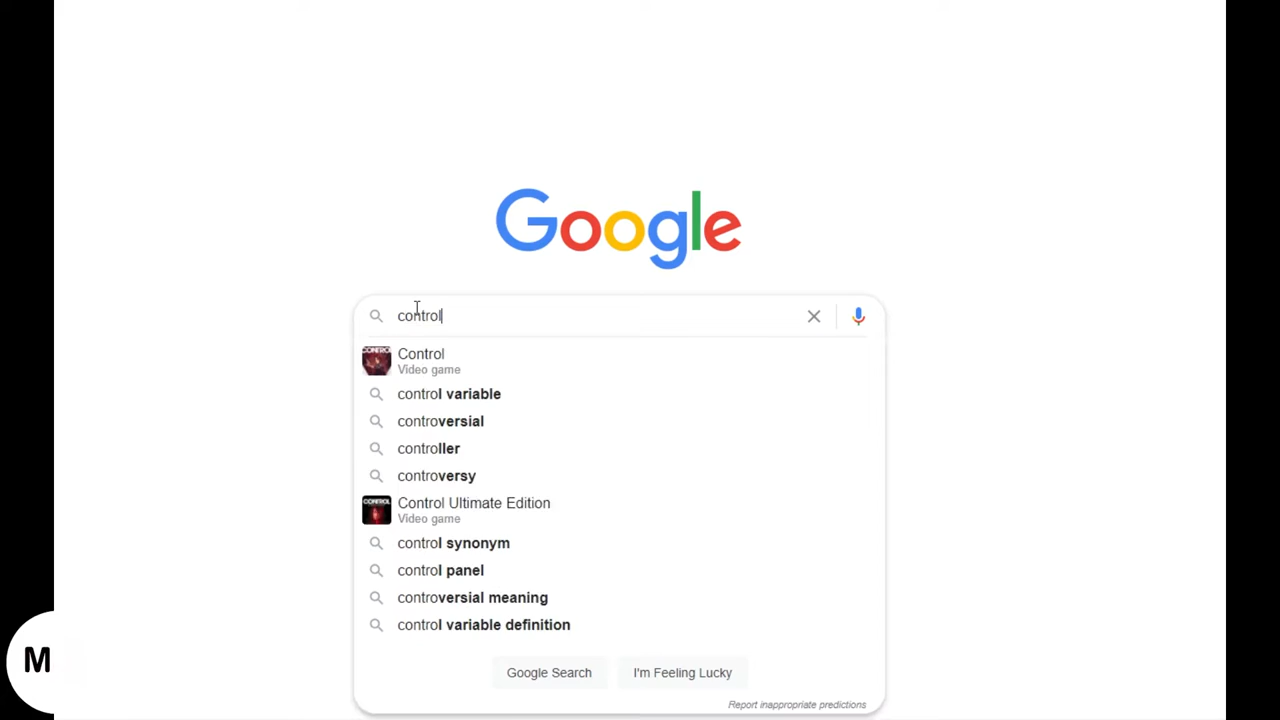 Google
control
Control
Video game
control variable
controversial
controller
controversy
Control Ultimate Edition
Video game
control synonym
control panel
controversial meaning
control variable definition
Google Search
I'm Feeling Lucky
Report inappropriate predictions
M